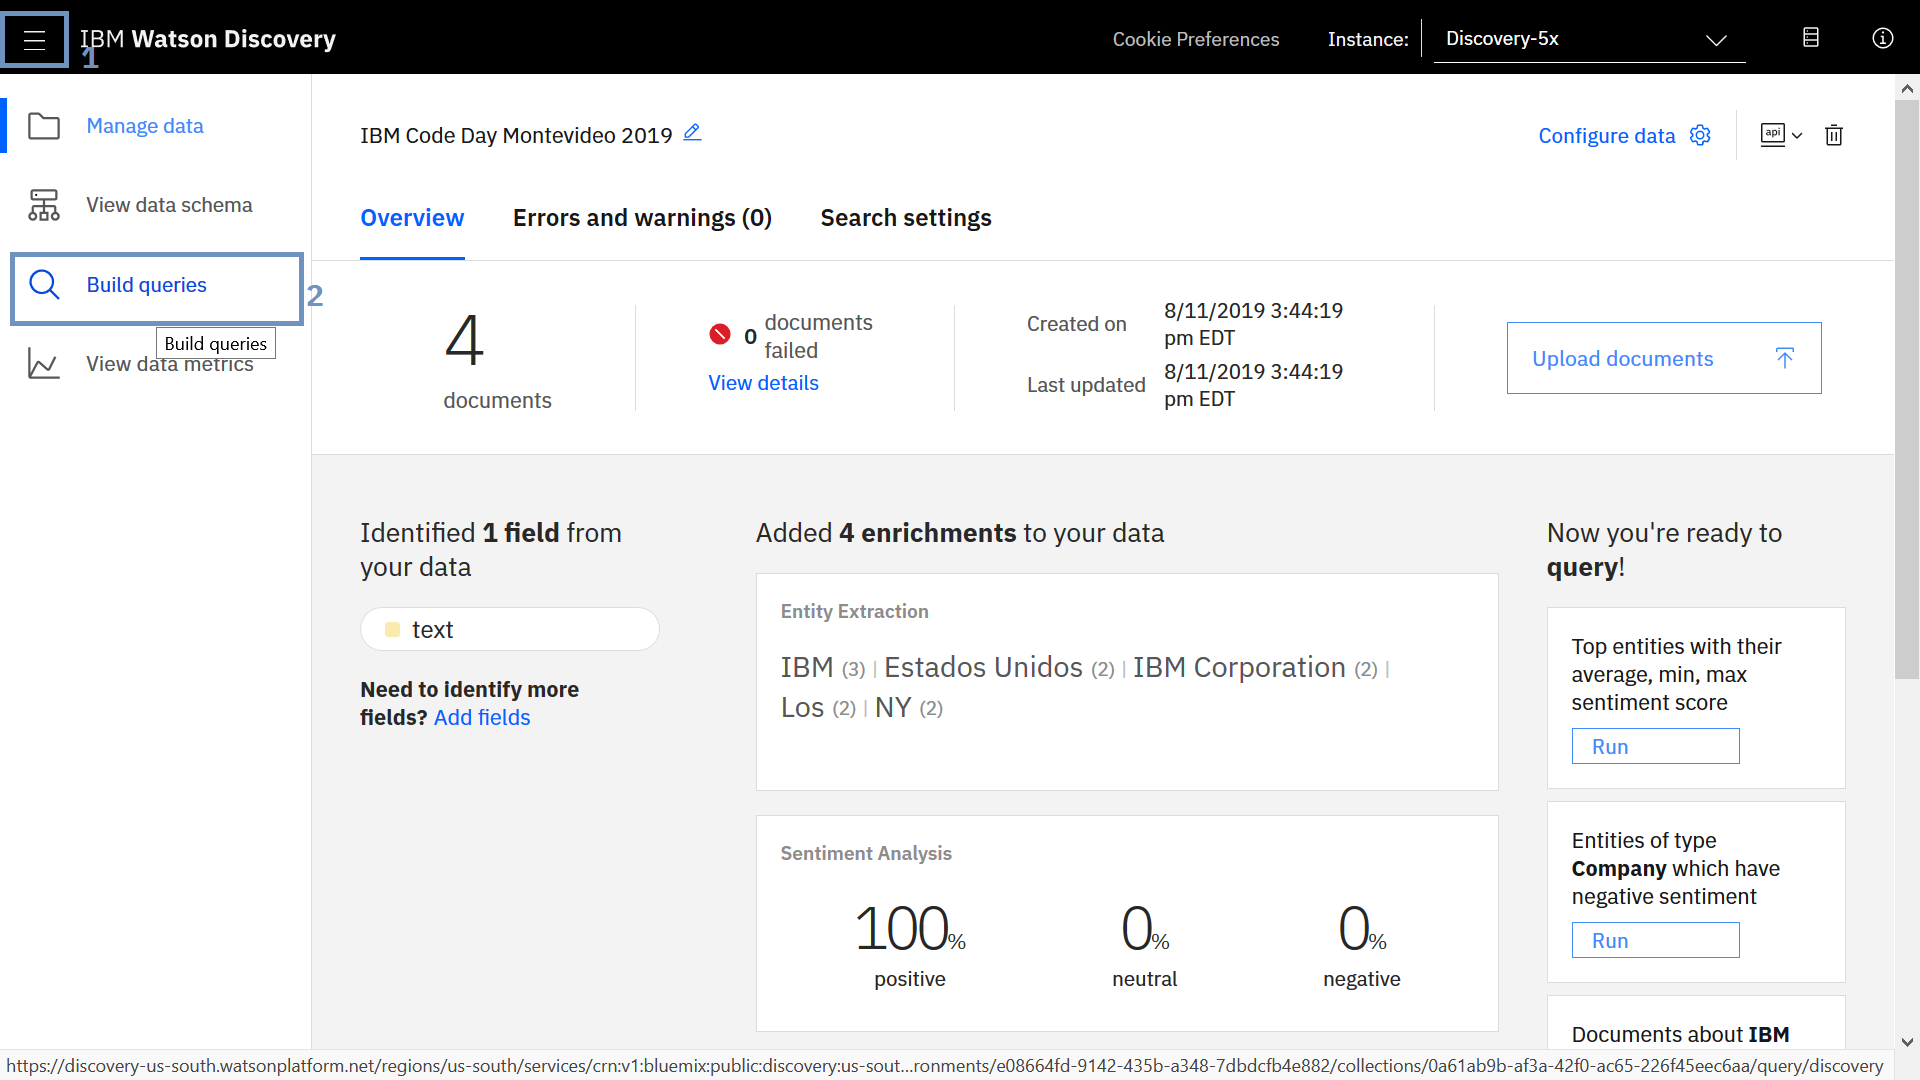 IBM Watson Discovery
1
Cookie Preferences
Instance:
Discovery-5x
Manage data
View data schema
Build queries
2
Build queries
View data metrics
IBM Code Day Montevideo 2019
Configure data
api
Overview
Errors and warnings (0)
Search settings
4
documents
0 documents
failed
View details
Created on
8/11/2019 3:44:19
pm EDT
Last updated
8/11/2019 3:44:19
pm EDT
Upload documents
Identified 1 field from
your data
text
Need to identify more
fields? Add fields
Added 4 enrichments to your data
Entity Extraction
IBM (3) | Estados Unidos (2) | IBM Corporation (2) |
Los (2) | NY (2)
Sentiment Analysis
100%
positive
0%
neutral
0%
negative
Now you're ready to
query!
Top entities with their
average, min, max
sentiment score
Run
Entities of type
Company which have
negative sentiment
Run
Documents about IBM
https://discovery-us-south.watsonplatform.net/regions/us-south/services/crn:v1:bluemix:public:discovery:us-sout...ronments/e08664fd-9142-435b-a348-7dbdcfb4e882/collections/0a61ab9b-af3a-42f0-ac65-226f45eec6aa/query/discovery